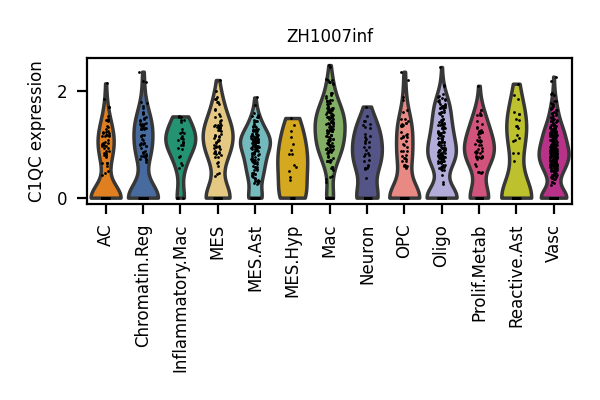 ZH1007inf
C1QC expression
2
0
AC
Chromatin.Reg
Inflammatory.Mac
MES
MES.Ast
MES.Hyp
Mac
Neuron
OPC
Oligo
Prolif.Metab
Reactive.Ast
Vasc